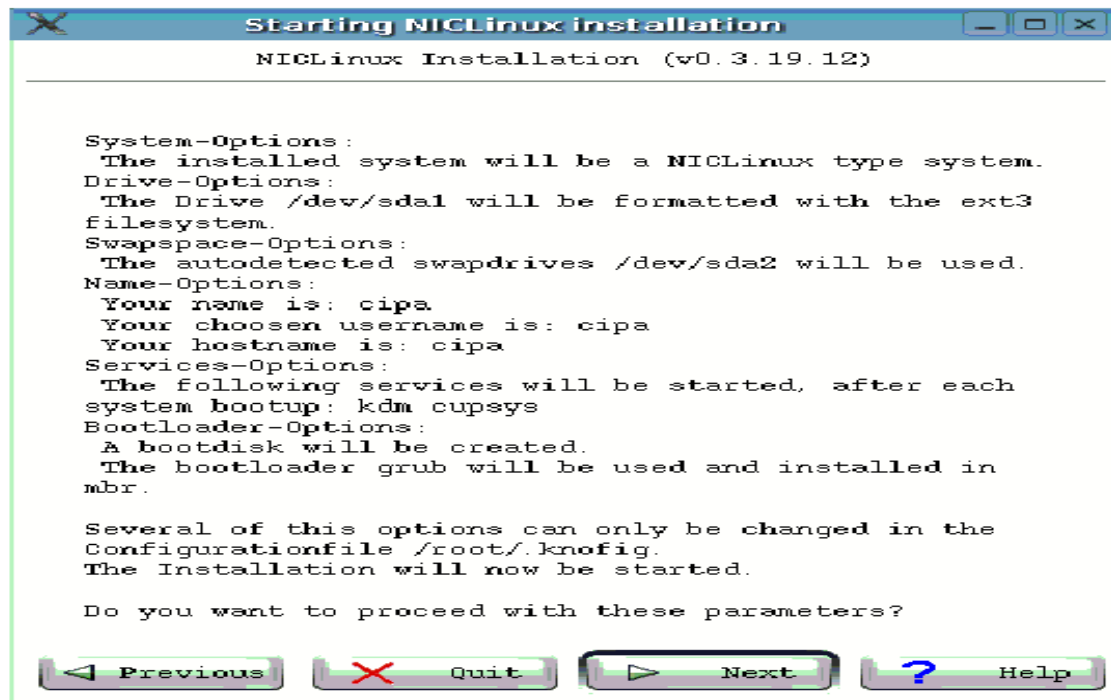 Starting NICLinux installation
NICLinux Installation (v0.3.19.12)
System-Options:
The installed system will be a NICLinux type system.
Drive-Options:
The Drive /dev/sda1 will be formatted with the ext3
filesystem.
Swapspace-Options:
The autodetected swapdrives /dev/sda2 will be used.
Name-Options:
Your name is: cipa
Your choosen username is: cipa
Your hostname is: cipa
Services-Options:
The following services will be started, after each
system bootup: kdm cupsys
Bootloader-Options:
A bootdisk will be created.
The bootloader grub will be used and installed in
mbr.
Several of this options can only be changed in the
Configurationfile /root/.knofig.
The Installation will now be started.
Do you want to proceed with these parameters?
Previous Quit Next ? Help